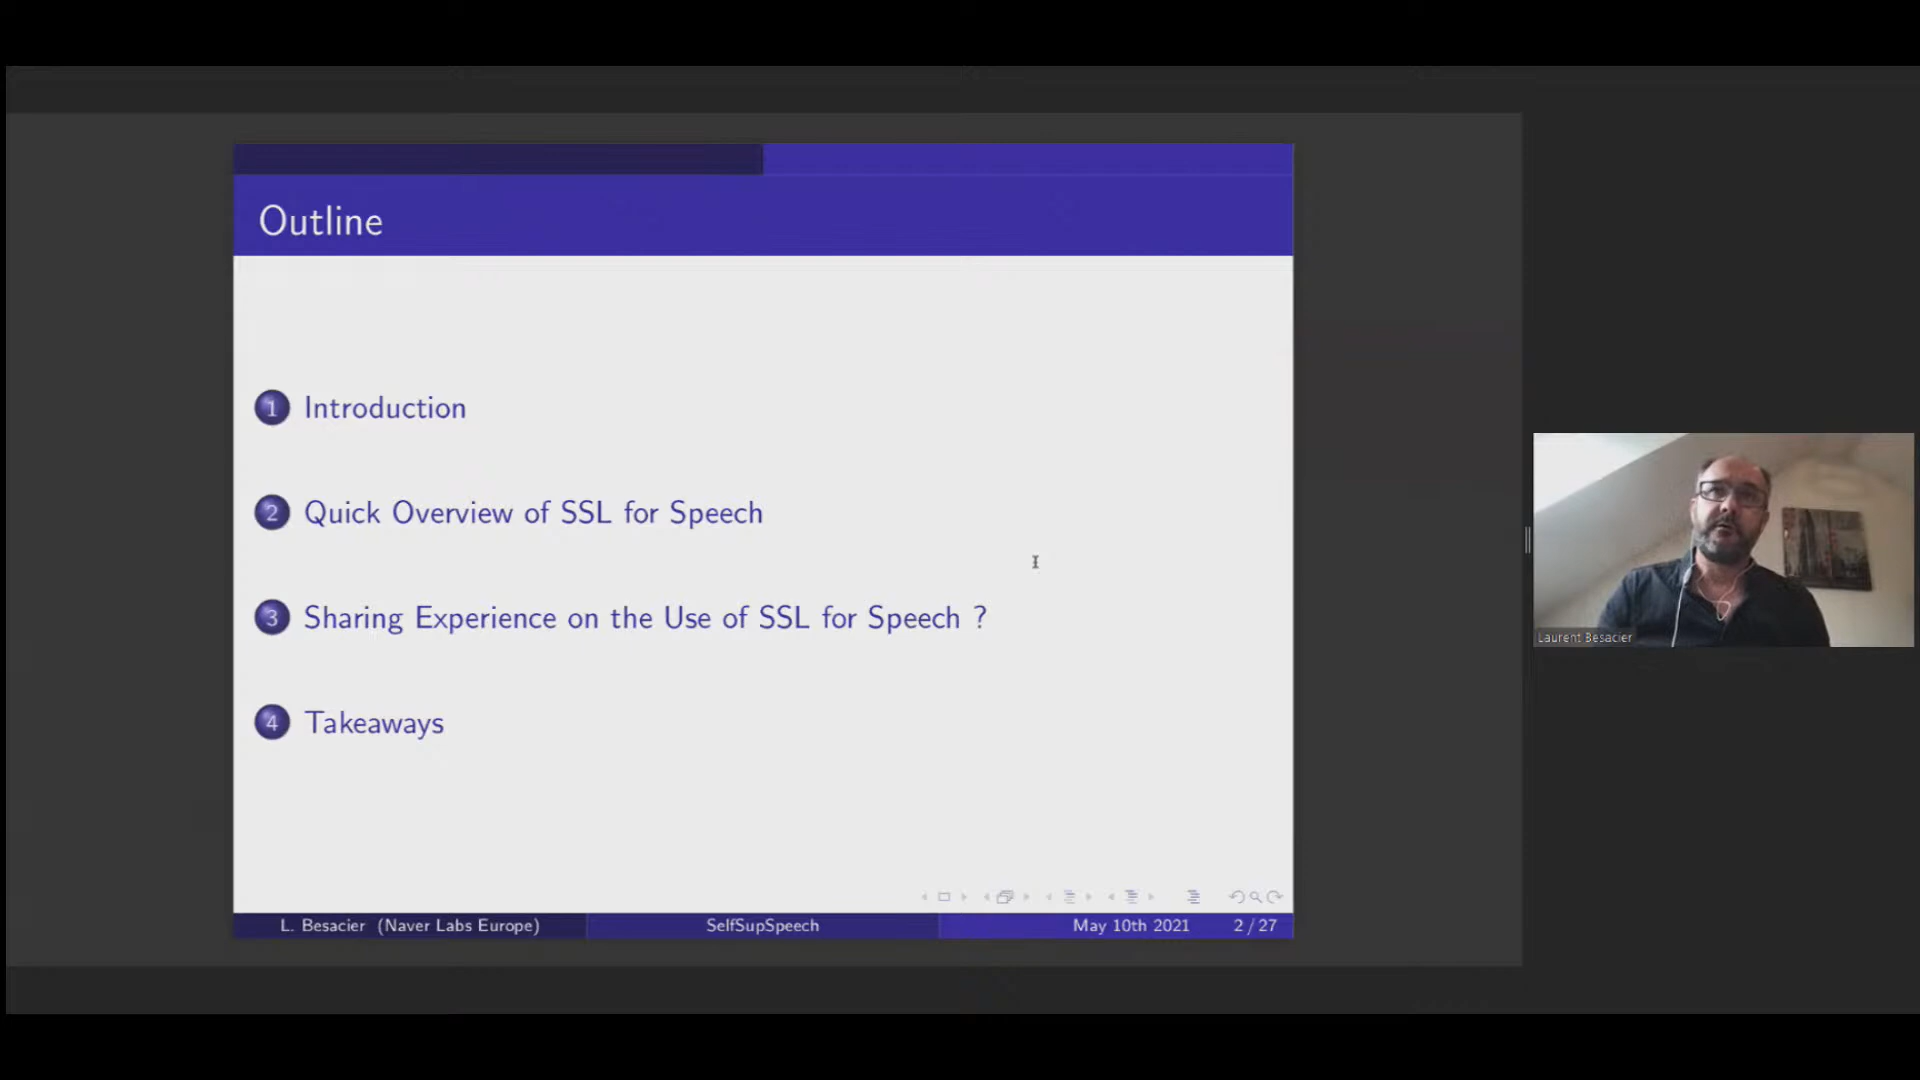 Outline
1 Introduction
2 Quick Overview of SSL for Speech
3 Sharing Experience on the Use of SSL for Speech ?
4 Takeaways
L. Besacier (Naver Labs Europe) SelfSupSpeech May 10th 2021 2 / 27
Laurent Besacier